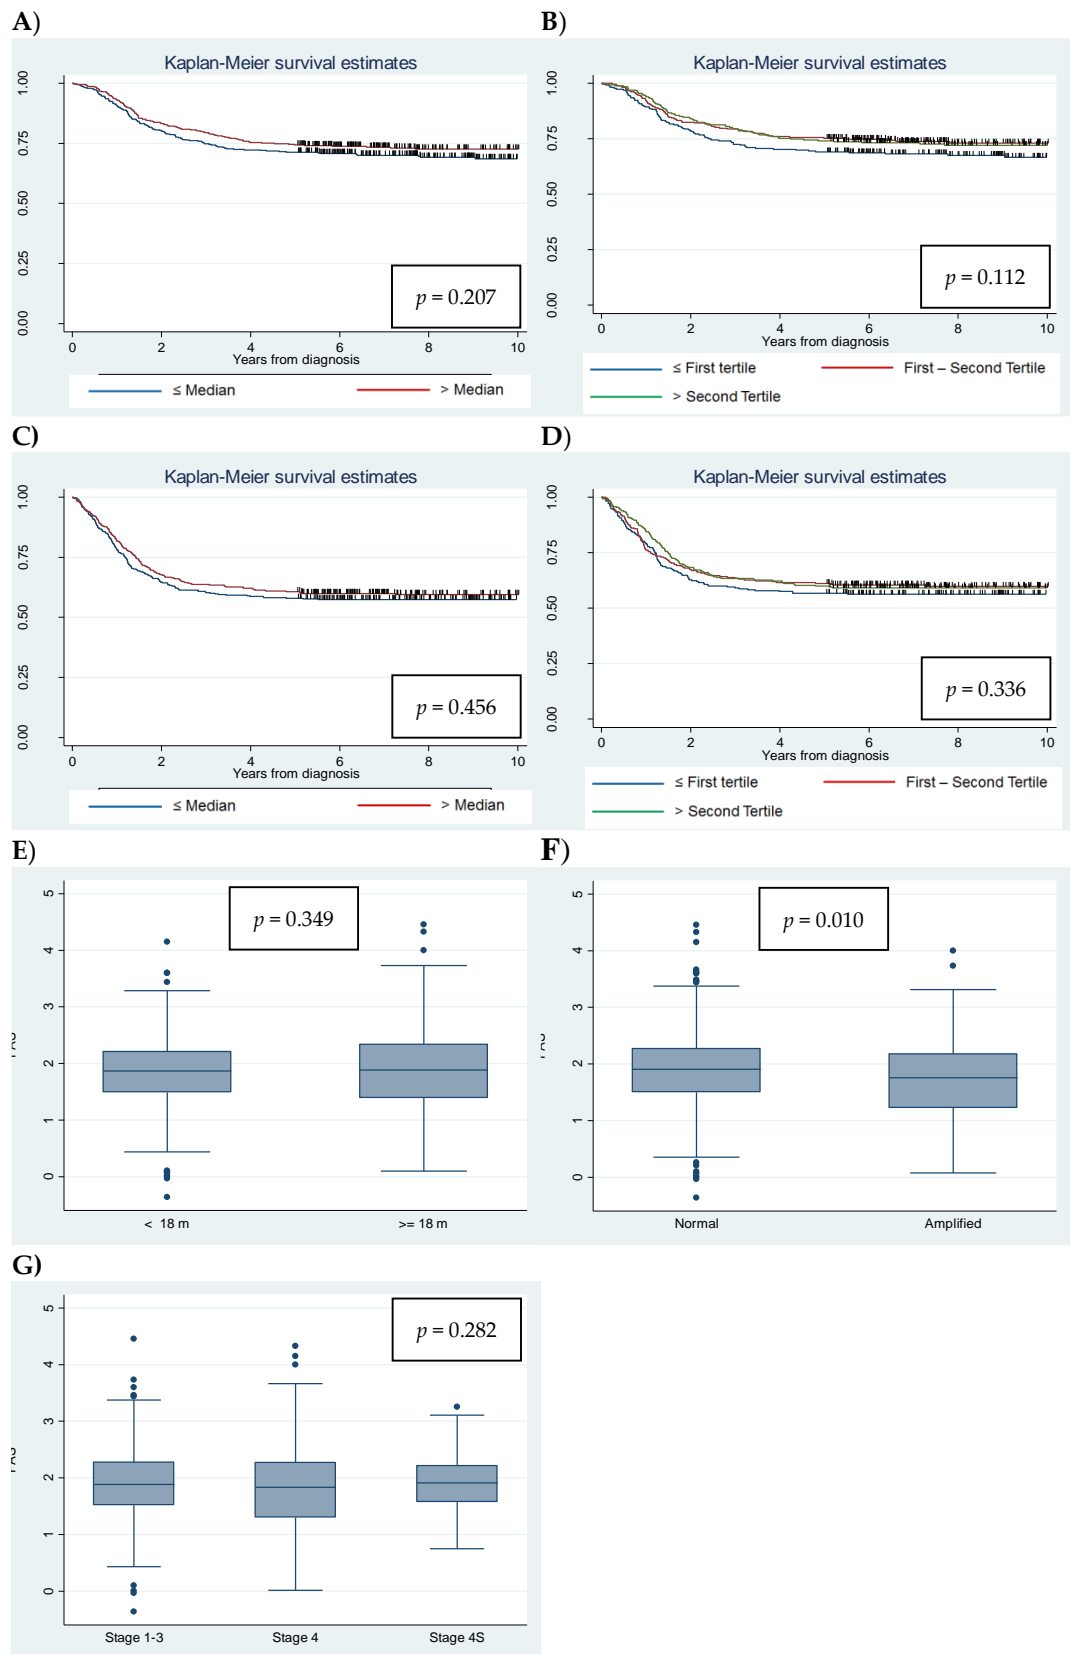 A)
Kaplan-Meier survival estimates
1.00
0.75
0.50
0.25
0.00
p = 0.207
0 2 4 6 8 10
Years from diagnosis
≤ Median > Median
B)
Kaplan-Meier survival estimates
1.00
0.75
0.50
0.25
0.00
p = 0.112
0 2 4 6 8 10
Years from diagnosis
≤ First tertile First – Second Tertile
> Second Tertile
C)
Kaplan-Meier survival estimates
1.00
0.75
0.50
0.25
0.00
p = 0.456
0 2 4 6 8 10
Years from diagnosis
≤ Median > Median
D)
Kaplan-Meier survival estimates
1.00
0.75
0.50
0.25
0.00
p = 0.336
0 2 4 6 8 10
Years from diagnosis
≤ First tertile First – Second Tertile
> Second Tertile
E)
p = 0.349
5
4
3
2
1
0
< 18 m >= 18 m
F)
p = 0.010
5
4
3
2
1
0
Normal Amplified
G)
p = 0.282
5
4
3
2
1
0
Stage 1-3 Stage 4 Stage 4S